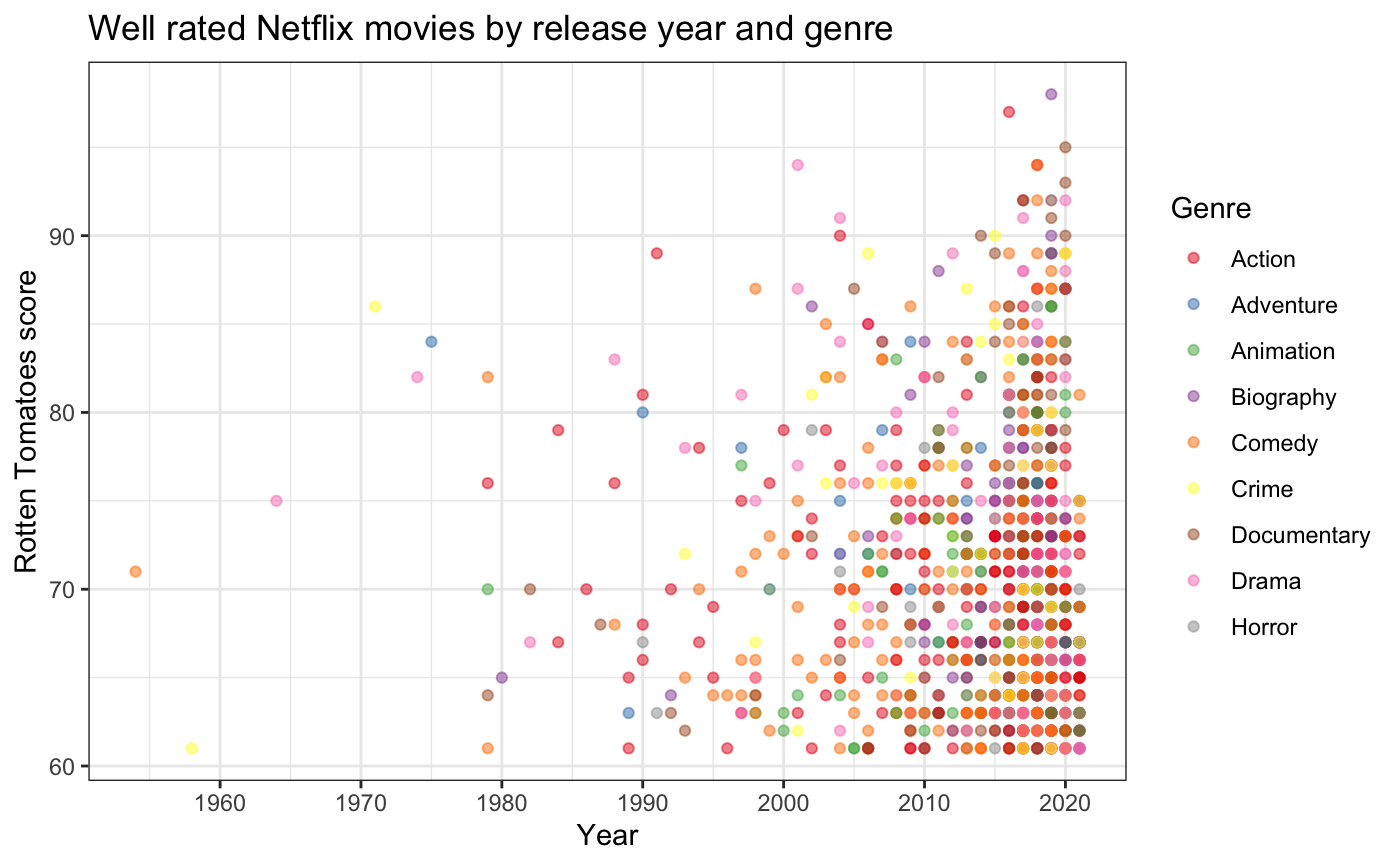 Well rated Netflix movies by release year and genre
Rotten Tomatoes score
90
80
70
60
1960 1970 1980 1990 2000 2010 2020
Year
Genre
Action
Adventure
Animation
Biography
Comedy
Crime
Documentary
Drama
Horror